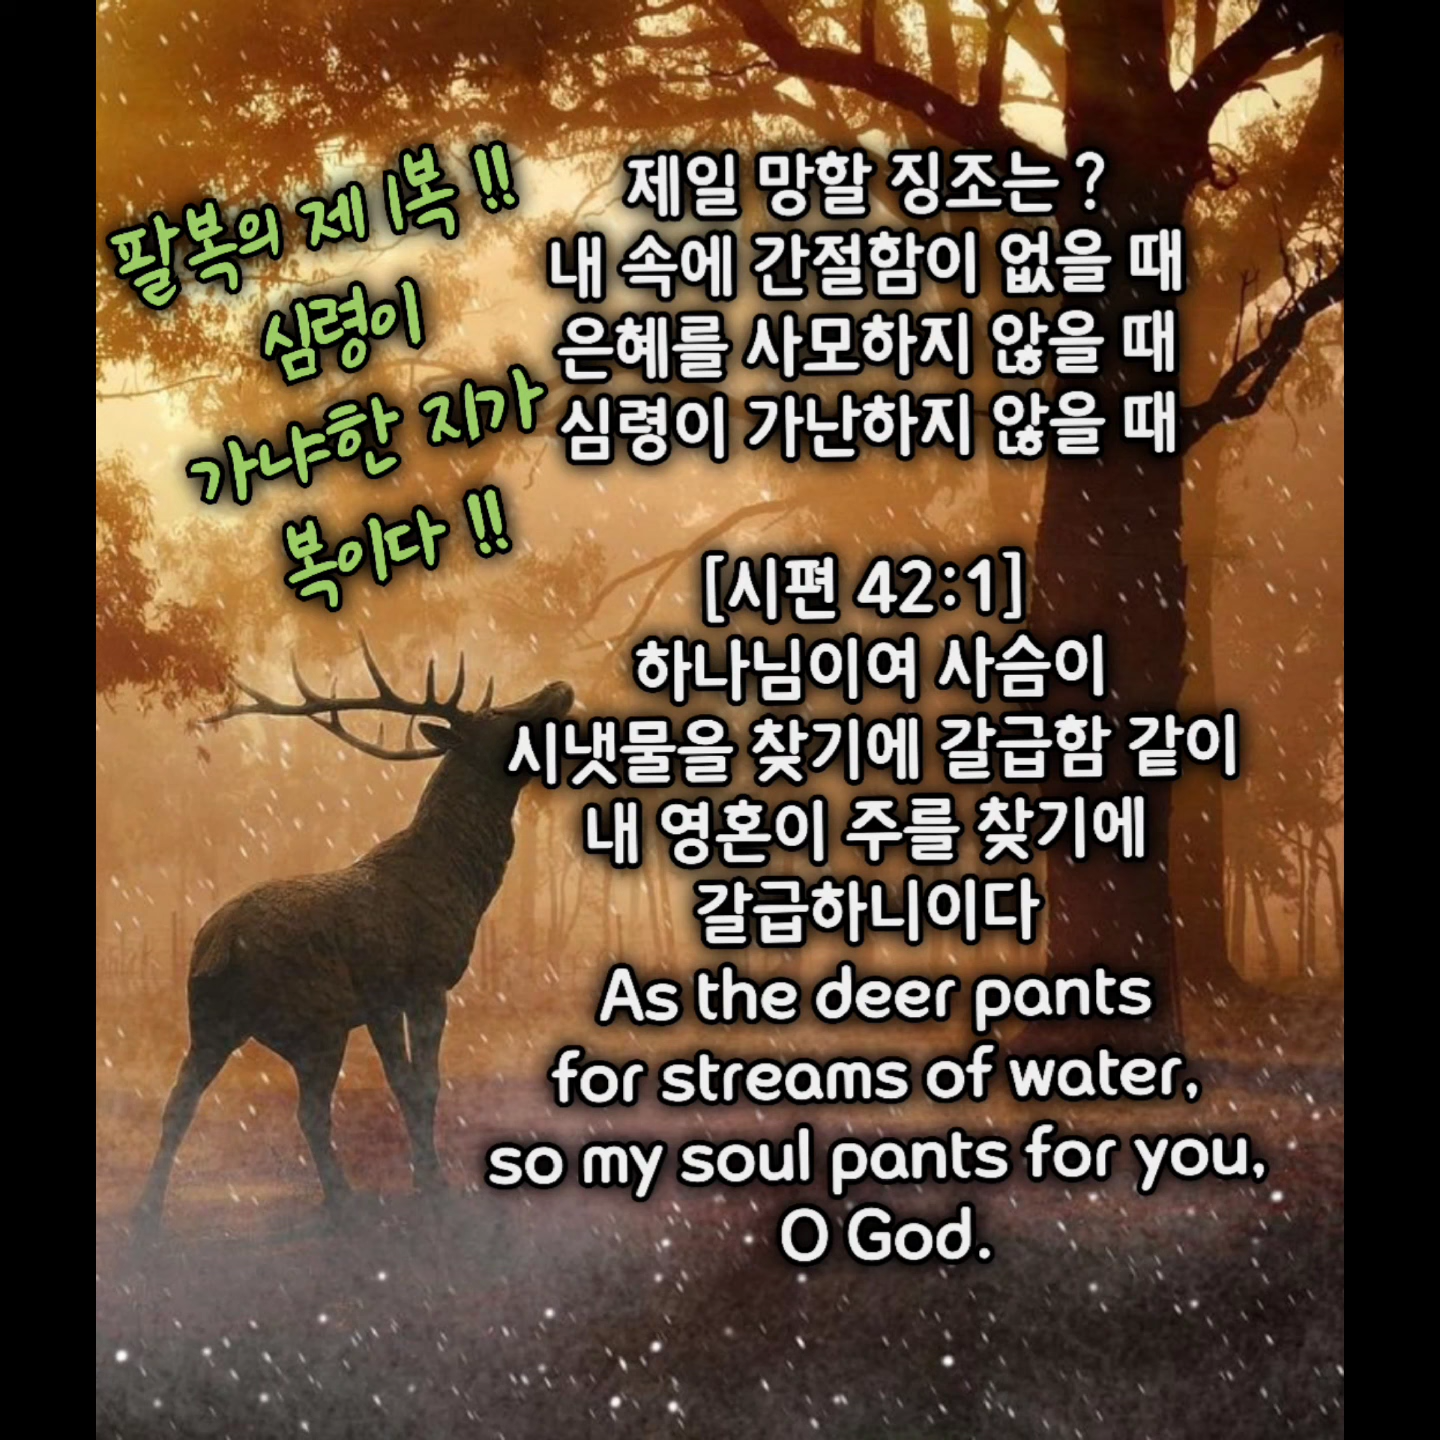 팔복의 제 1복 !!
심령이
가냐한 지가
복이다 !!
제일 망할 징조는?
내 속에 간절함이 없을 때
은혜를 사모하지 않을 때
심령이 가난하지 않을 때
[시편 42:1]
하나님이여 사슴이
시냇물을 찾기에 갈급함 같이
내 영혼이 주를 찾기에
갈급하니이다
As the deer pants
for streams of water,
so my soul pants for you,
O God.